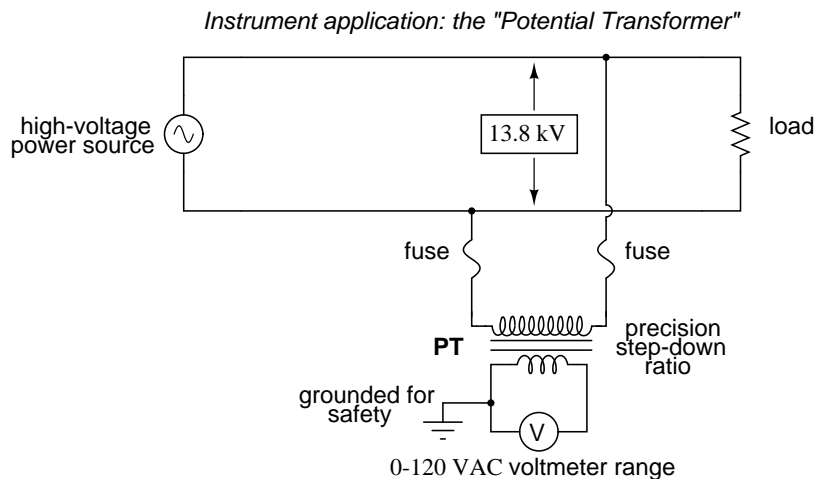 Instrument application: the "Potential Transformer"
high-voltage
power source
13.8 kV
load
fuse
fuse
PT
precision
step-down
ratio
grounded for
safety
V
0-120 VAC voltmeter range